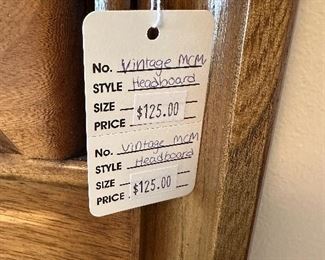 No. Vintage MCM
STYLE Headboard
SIZE
PRICE $125.00
No. Vintage MCM
STYLE Headboard
SIZE
PRICE $125.00